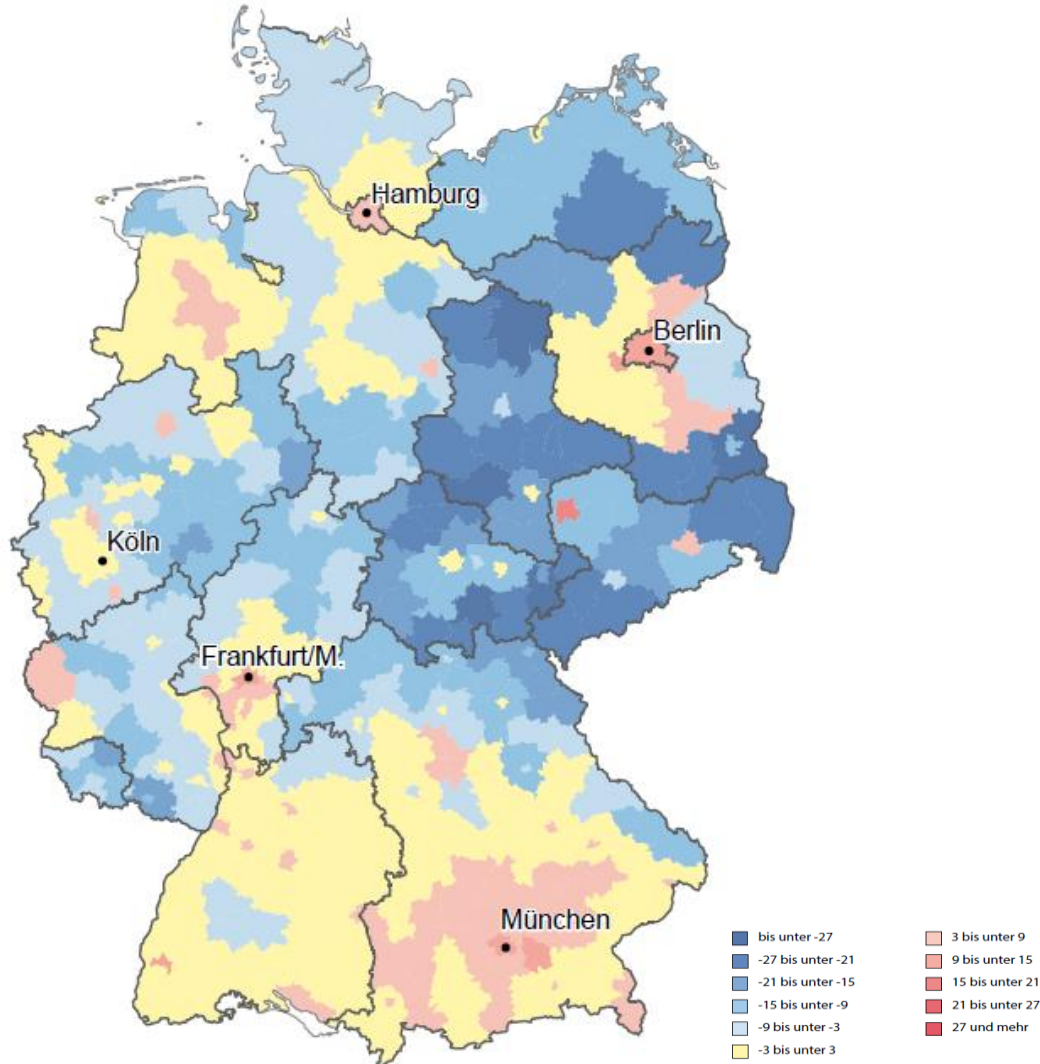 Hamburg
Berlin
Köln
Frankfurt/M.
München
bis unter -27
-27 bis unter -21
-21 bis unter -15
-15 bis unter -9
-9 bis unter -3
-3 bis unter 3
3 bis unter 9
9 bis unter 15
15 bis unter 21
21 bis unter 27
27 und mehr